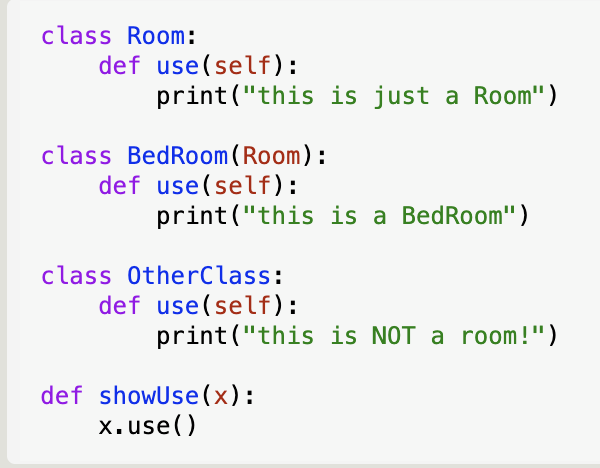 class Room:
    def use(self):
        print("this is just a Room")

class BedRoom(Room):
    def use(self):
        print("this is a BedRoom")

class OtherClass:
    def use(self):
        print("this is NOT a room!")

def showUse(x):
    x.use()